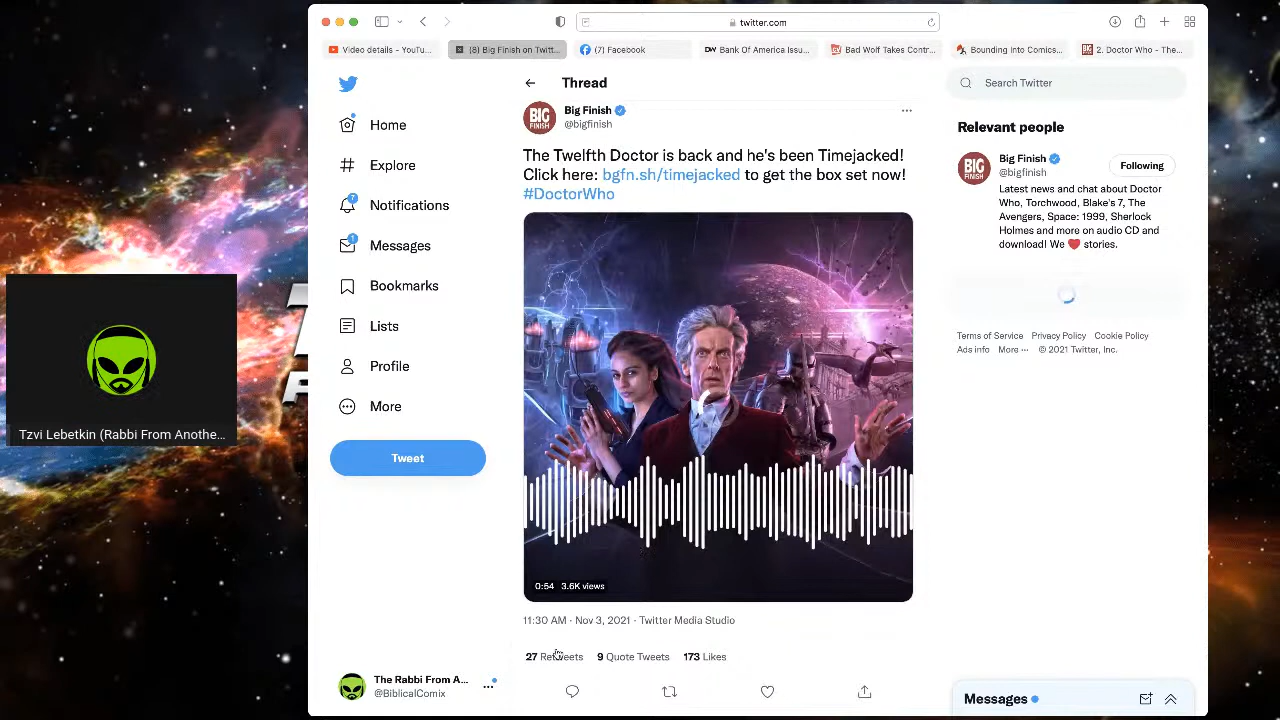 twitter.com
Video details - YouTu...
(8) Big Finish on Twitt...
(7) Facebook
DW
Bank Of America Issu...
Bad Wolf Takes Contr...
Bounding into Comics...
2. Doctor Who - The...
Thread
Search Twitter
Home
Explore
7
Notifications
1
Messages
Bookmarks
Lists
Profile
More
Tweet
The Rabbi From A...
@BiblicalComix
BIG FINISH
Big Finish
@bigfinish
The Twelfth Doctor is back and he's been Timejacked!
Click here: bgfn.sh/timejacked to get the box set now!
#DoctorWho
0:54 3.6K views
11:30 AM · Nov 3, 2021 · Twitter Media Studio
27 Retweets 9 Quote Tweets 173 Likes
Relevant people
BIG FINISH
Big Finish
@bigfinish
Following
Latest news and chat about Doctor
Who, Torchwood, Blake's 7, The
Avengers, Space: 1999, Sherlock
Holmes and more on audio CD and
download! We ❤️ stories.
Terms of Service Privacy Policy Cookie Policy
Ads info More ··· © 2021 Twitter, Inc.
Messages
Tzvi Lebetkin (Rabbi From Anothe...